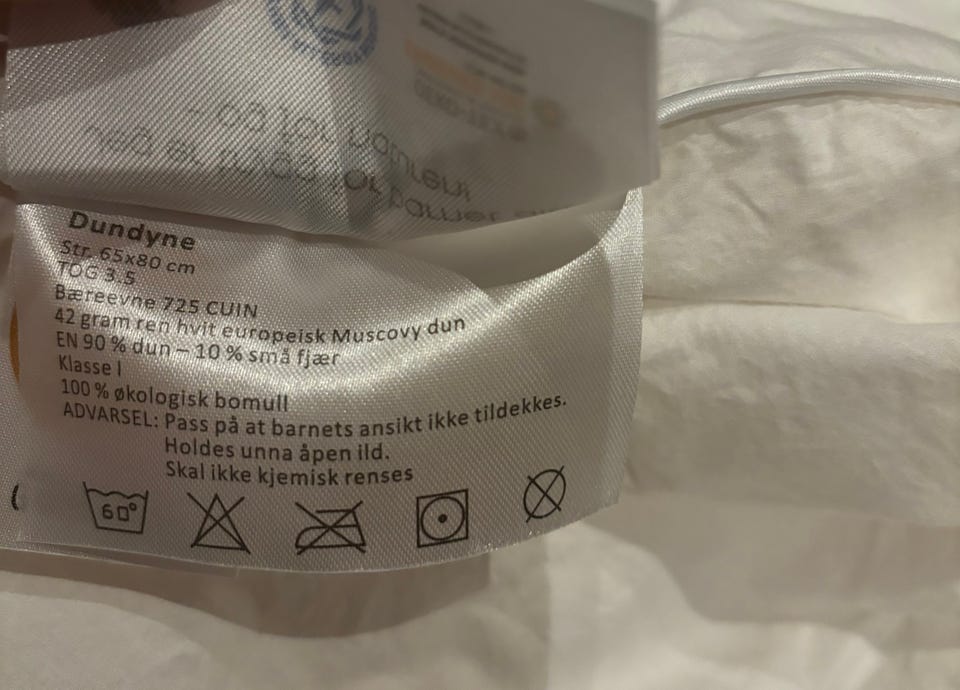 Dundyne
Str. 65x80 cm
TOG 3.5
Bæreevne 725 CUIN
42 gram ren hvit europeisk Muscovy dun
EN 90 % dun – 10 % små fjær
Klasse I
100 % økologisk bomull
ADVARSEL: Pass på at barnets ansikt ikke tildekkes.
Holdes unna åpen ild.
Skal ikke kjemisk renses
60°